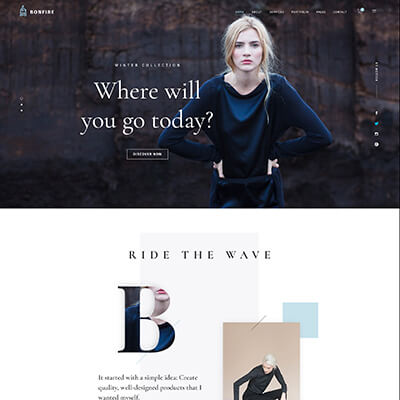 BONFIRE
HOME ABOUT SERVICES PORTFOLIO PAGES CONTACT
WINTER COLLECTION
Where will
you go today?
DISCOVER NOW
RIDE THE WAVE
B
It started with a simple idea: Create
quality, well-designed products that I
wanted myself.